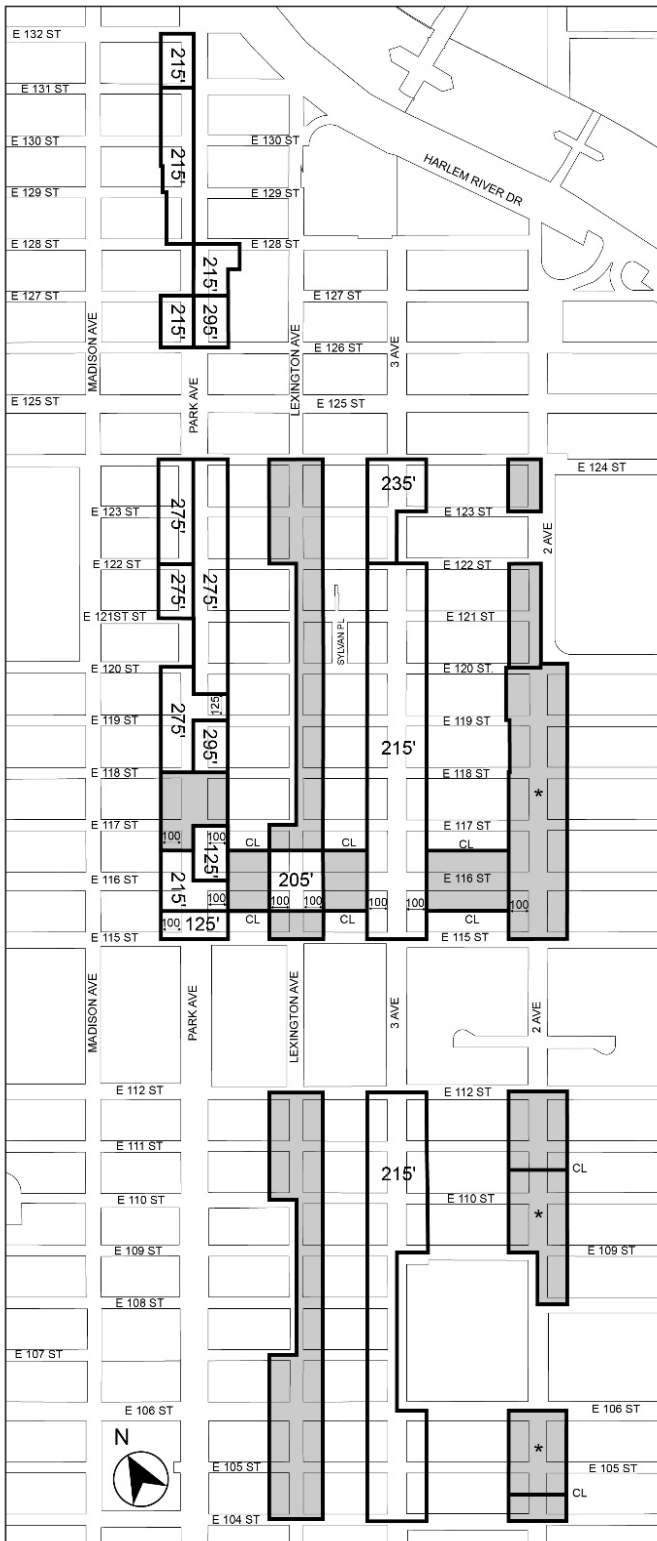 E 132 ST
215'
E 131 ST
E 130 ST
E 130 ST
215'
HARLEM RIVER DR
E 129 ST
E 129 ST
E 128 ST
E 128 ST
215'
E 127 ST
E 127 ST
215'
295'
MADISON AVE
LEXINGTON AVE
3 AVE
E 126 ST
PARK AVE
E 125 ST
E 125 ST
E 124 ST
235'
275'
E 123 ST
E 123 ST
2 AVE
E 122 ST
E 122 ST
275'
275'
E 121ST ST
E 121 ST
SYLVAN PL
E 120 ST
E 120 ST.
275'
125
E 119 ST
E 119 ST
295'
215'
E 118 ST
E 118 ST
*
E 117 ST
E 117 ST
100
100
CL
CL
CL
125'
E 116 ST
205'
E 116 ST
215'
100
100
100
100
100
100
100
125'
CL
CL
CL
E 115 ST
E 115 ST
MADISON AVE
PARK AVE
LEXINGTON AVE
3 AVE
2 AVE
E 112 ST
E 112 ST
E 111 ST
215'
CL
E 110 ST
E 110 ST
*
E 109 ST
E 109 ST
E 108 ST
E 107 ST
E 106 ST
E 106 ST
N
*
E 105 ST
E 105 ST
CL
E 104 ST